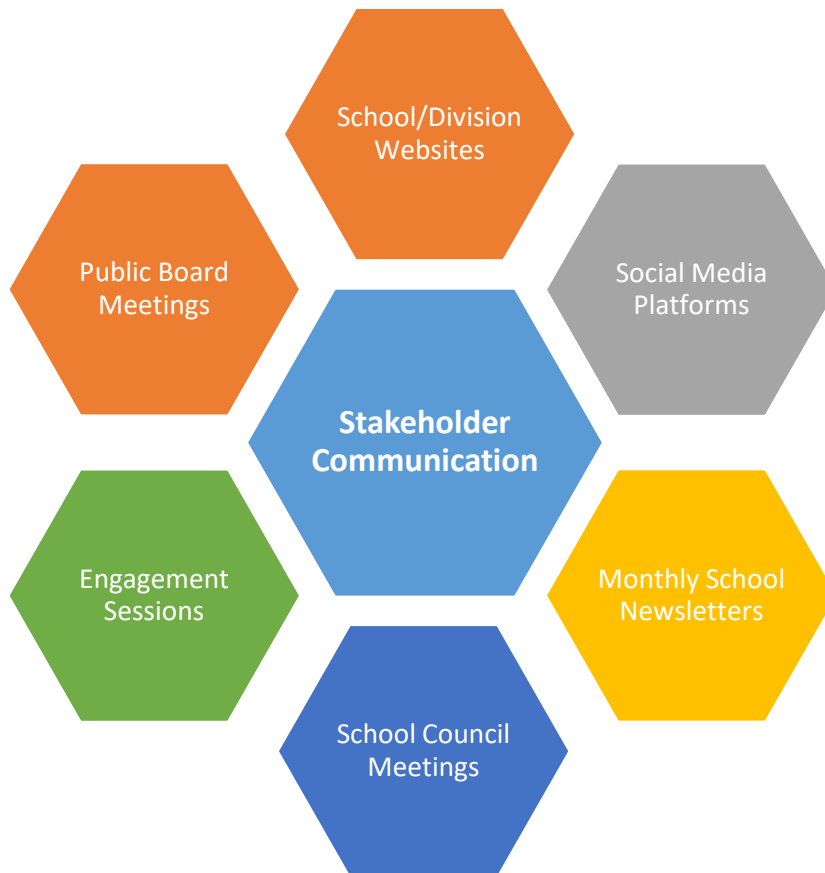 School/Division
Websites
Public Board
Meetings
Social Media
Platforms
Stakeholder
Communication
Engagement
Sessions
Monthly School
Newsletters
School Council
Meetings